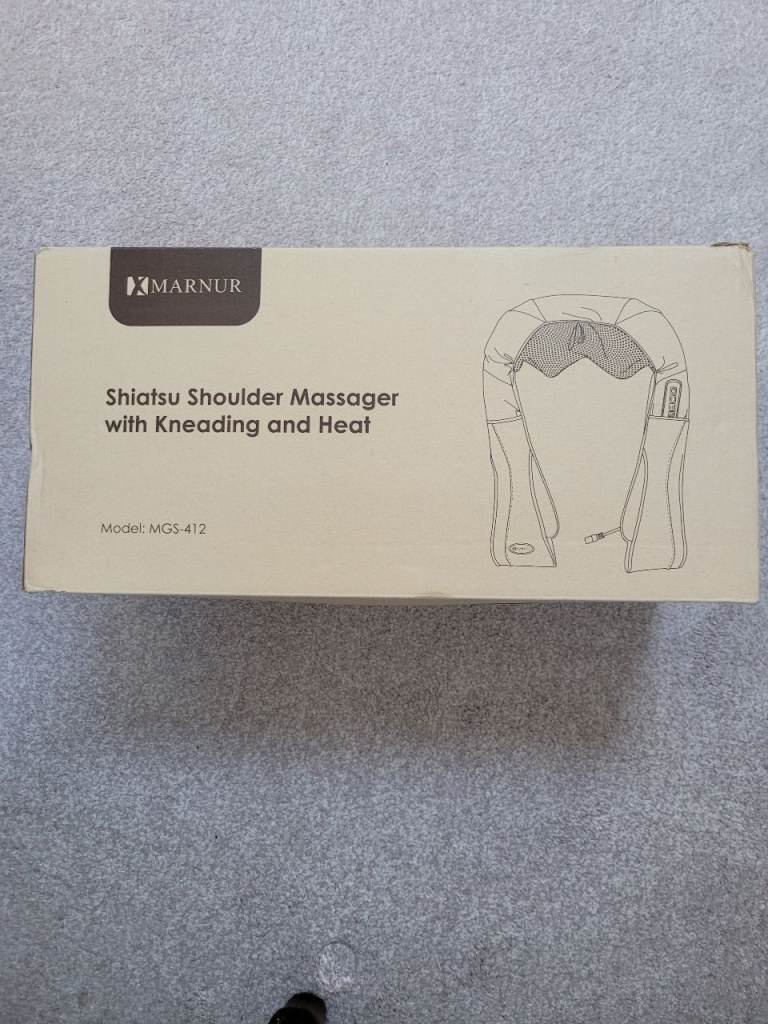 MARNUR
Shiatsu Shoulder Massager
with Kneading and Heat
Model: MGS-412